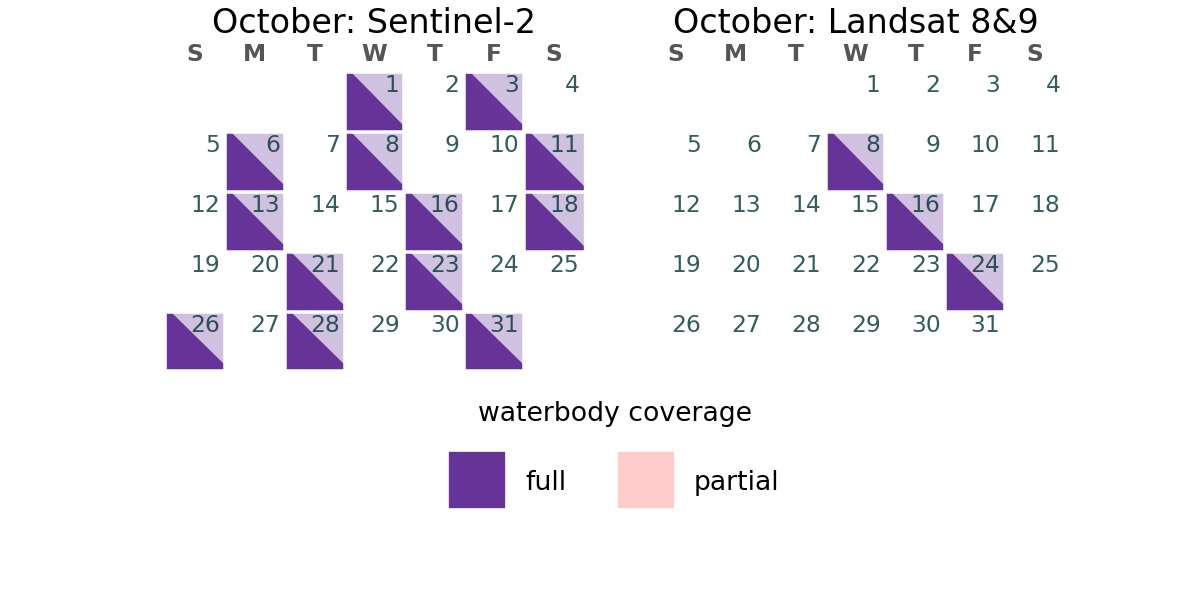 October: Sentinel-2
S M T W T F S
1 2 3 4
5 6 7 8 9 10 11
12 13 14 15 16 17 18
19 20 21 22 23 24 25
26 27 28 29 30 31
October: Landsat 8&9
S M T W T F S
1 2 3 4
5 6 7 8 9 10 11
12 13 14 15 16 17 18
19 20 21 22 23 24 25
26 27 28 29 30 31
waterbody coverage
full partial